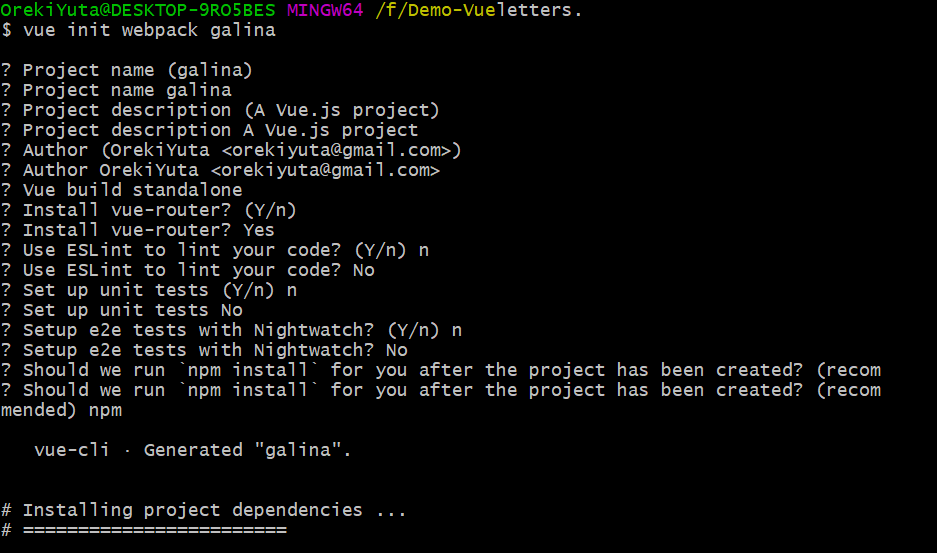 OrekiYuta@DESKTOP-9RO5BES MINGW64 /f/Demo-Vueletters.
$ vue init webpack galina
? Project name (galina)
? Project name galina
? Project description (A Vue.js project)
? Project description A Vue.js project
? Author (OrekiYuta <orekiyuta@gmail.com>)
? Author OrekiYuta <orekiyuta@gmail.com>
? Vue build standalone
? Install vue-router? (Y/n)
? Install vue-router? Yes
? Use ESLint to lint your code? (Y/n) n
? Use ESLint to lint your code? No
? Set up unit tests (Y/n) n
? Set up unit tests No
? Setup e2e tests with Nightwatch? (Y/n) n
? Setup e2e tests with Nightwatch? No
? Should we run `npm install` for you after the project has been created? (recom
? Should we run `npm install` for you after the project has been created? (recom
mended) npm
vue-cli · Generated "galina".
# Installing project dependencies ...
# ========================